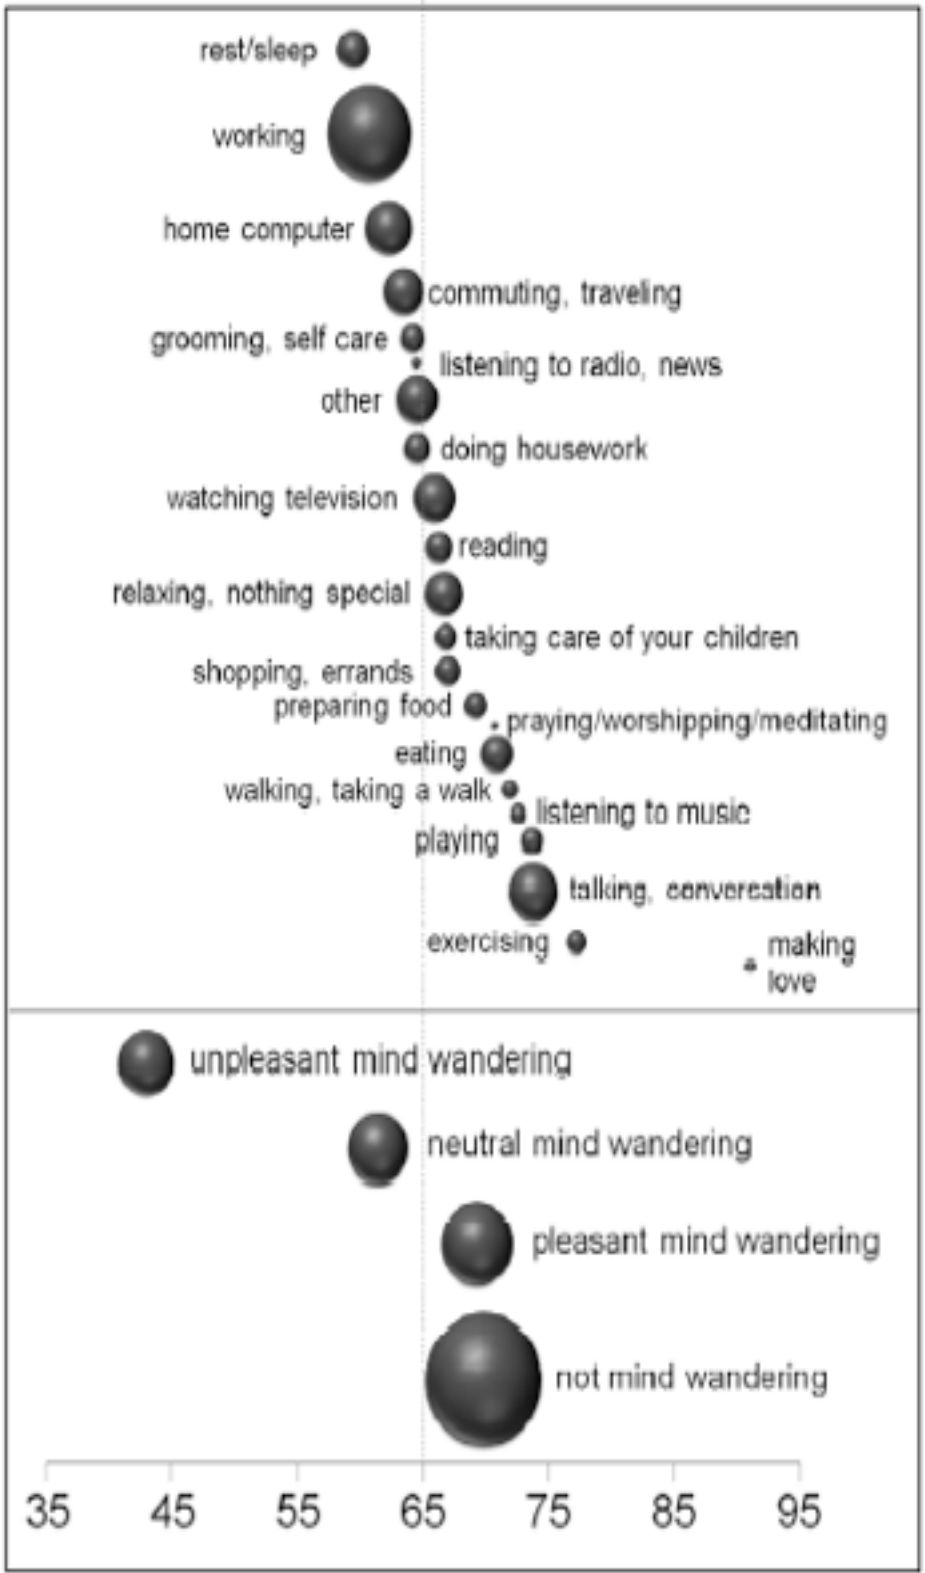 rest/sleep
working
home computer
commuting, traveling
grooming, self care
listening to radio, news
other
doing housework
watching television
reading
relaxing, nothing special
taking care of your children
shopping, errands
preparing food
praying/worshipping/meditating
eating
walking, taking a walk
listening to music
playing
talking, conversation
exercising
making
love
unpleasant mind wandering
neutral mind wandering
pleasant mind wandering
not mind wandering
35 45 55 65 75 85 95